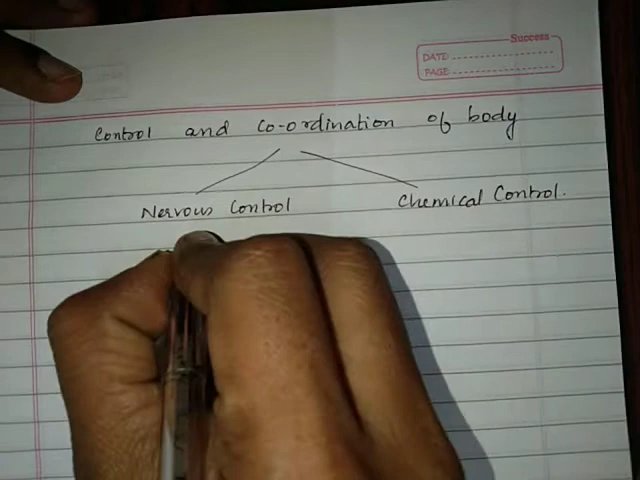 Success
DATE
PAGE
Control and Co-ordination of body
Nervous Control
Chemical Control.